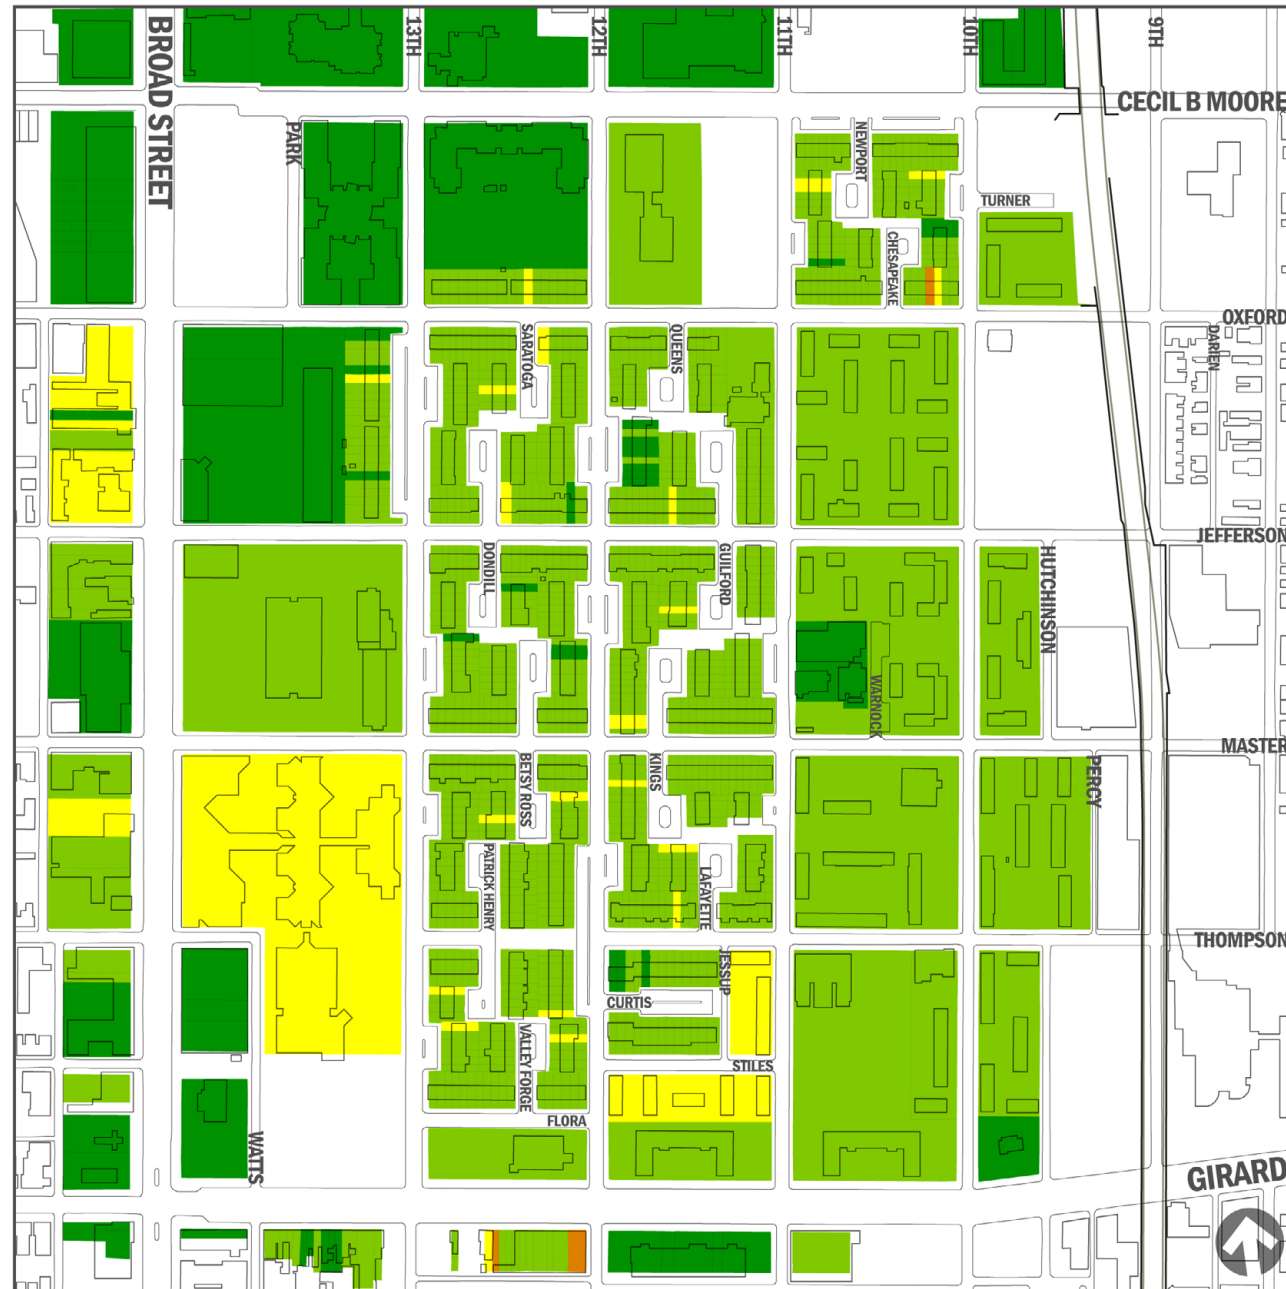 BROAD STREET
13TH
12TH
11TH
10TH
9TH
CECIL B MOORE
PARK
NEWPORT
TURNER
CHESAPEAKE
OXFORD
SARATOGA
QUEENS
DARIEN
JEFFERSON
DONDILL
GUILFORD
HUTCHINSON
WARNOCK
MASTER
BETSY ROSS
KINGS
PERCY
PATRICK HENRY
LAFAYETTE
THOMPSON
JESSUP
CURTIS
VALLEY FORGE
STILES
FLORA
WATTS
GIRARD